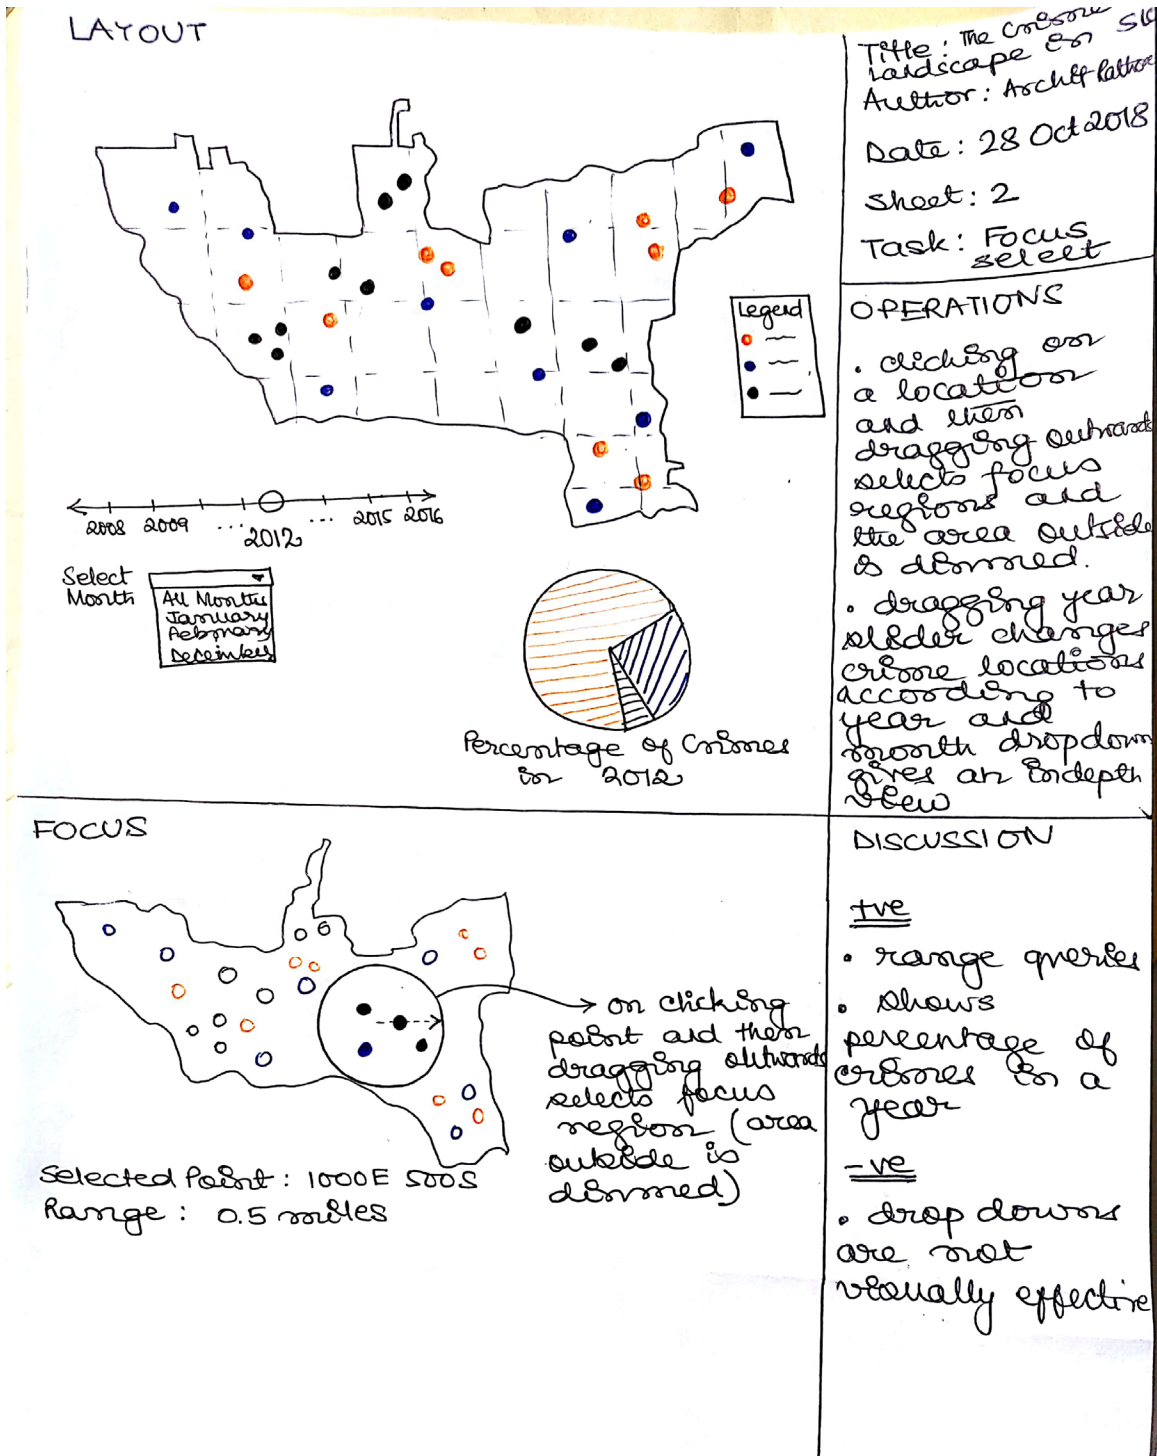 LAYOUT
Title: The Crime
landscape in SL
Author: Archit Rathore
Date: 28 Oct 2018
Sheet: 2
Task: Focus
select
Legend
2008 2009 ... 2012 ... 2015 2016
Select
Month
All Months
January
February
December
Percentage of Crimes
in 2012
OPERATIONS
. clicking on
a location
and then
dragging outwards
selects focus
regions and
the area outside
is dimmed.
. dragging year
slider changes
crime locations
according to
year and
month dropdown
gives an indepth
view
FOCUS
on clicking
point and then
dragging outwards
selects focus
region (area
outside is
dimmed)
Selected Point: 1000E 500S
Range: 0.5 miles
DISCUSSION
+ve
. range queries
. shows
percentage of
crimes in a
year
-ve
. drop downs
are not
visually effective